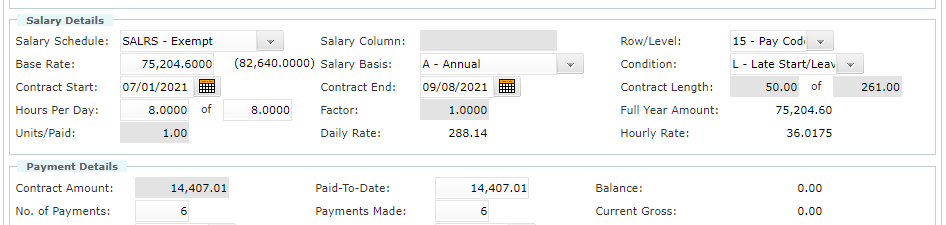 Salary Details
Salary Schedule: SALRS - Exempt Salary Column: Row/Level: 15 - Pay Cod
Base Rate: 75,204.6000 (82,640.0000) Salary Basis: A - Annual Condition: L - Late Start/Leav
Contract Start: 07/01/2021 Contract End: 09/08/2021 Contract Length: 50.00 of 261.00
Hours Per Day: 8.0000 of 8.0000 Factor: 1.0000 Full Year Amount: 75,204.60
Units/Paid: 1.00 Daily Rate: 288.14 Hourly Rate: 36.0175
Payment Details
Contract Amount: 14,407.01 Paid-To-Date: 14,407.01 Balance: 0.00
No. of Payments: 6 Payments Made: 6 Current Gross: 0.00